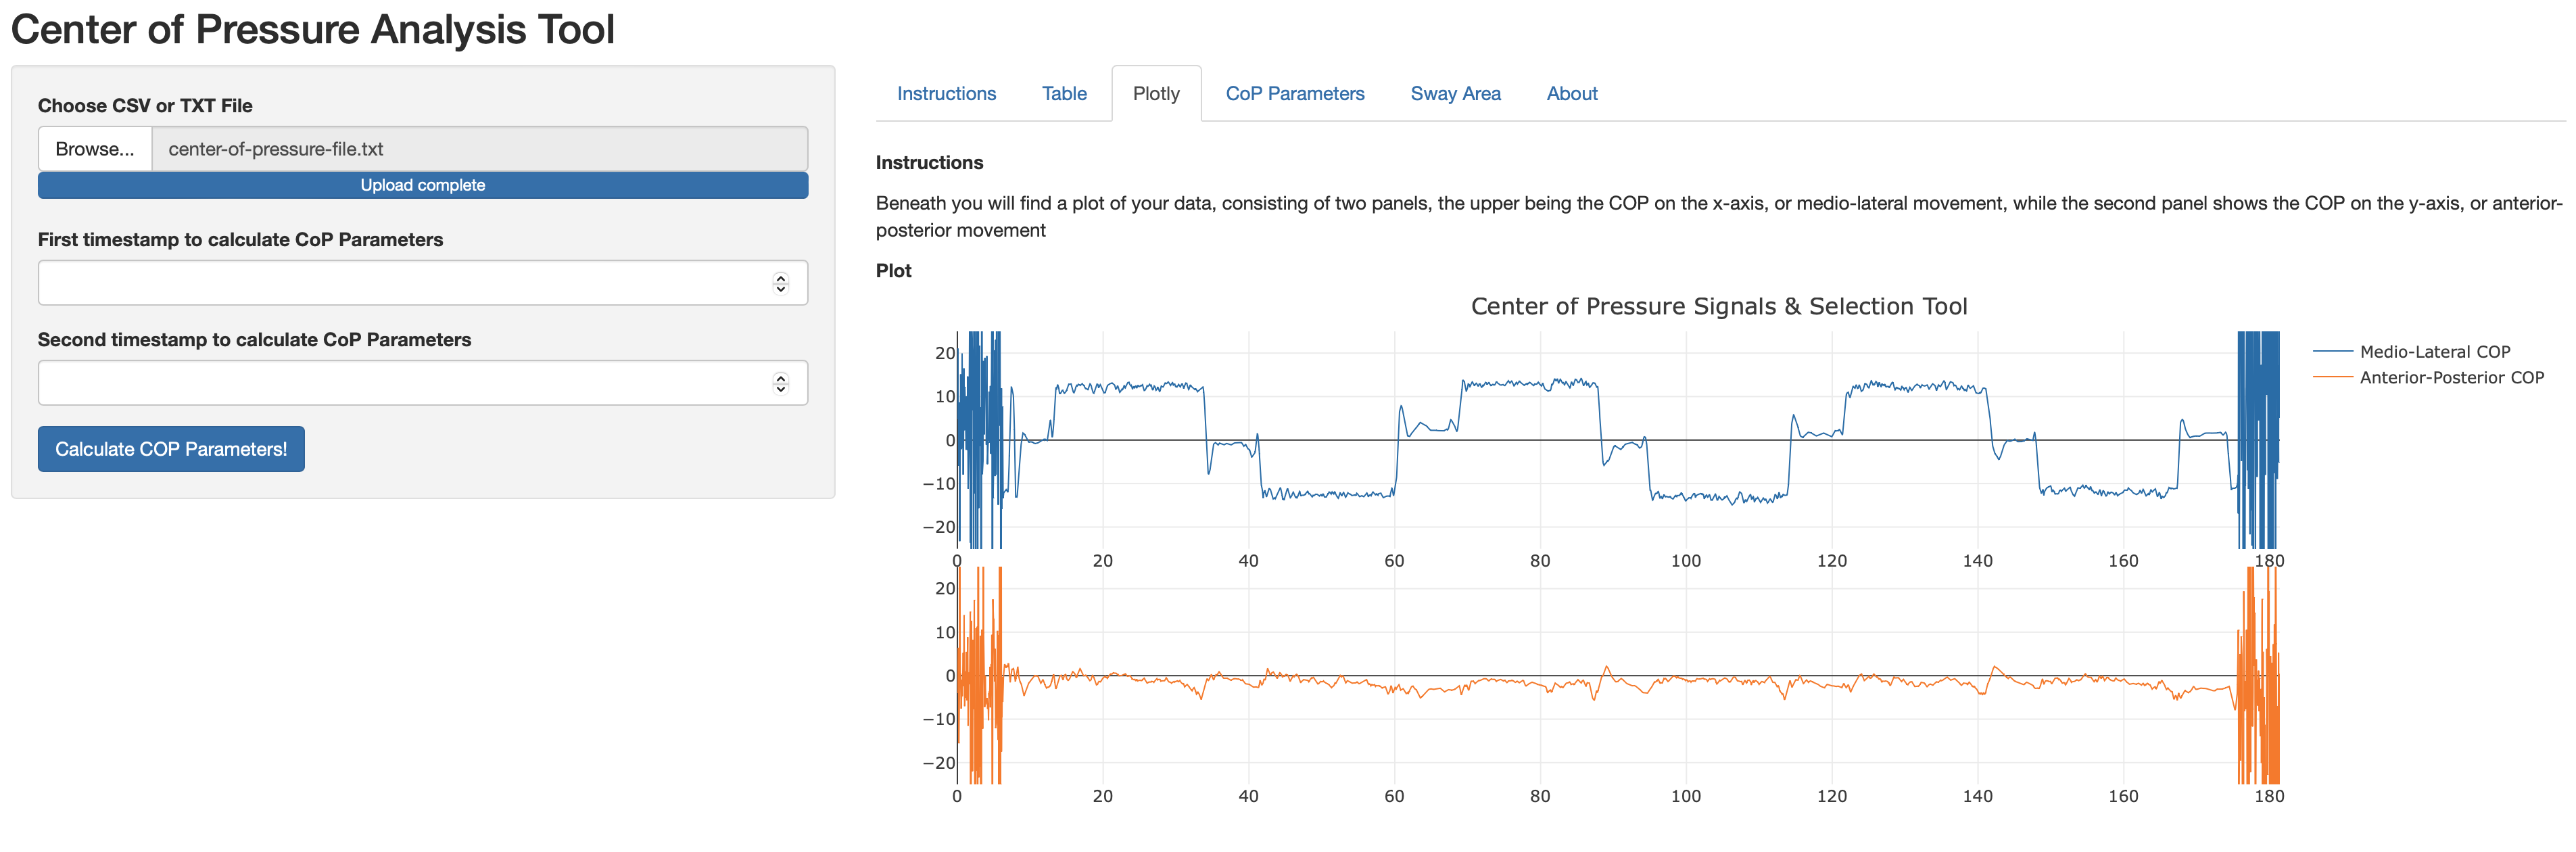 Center of Pressure Analysis Tool
Choose CSV or TXT File
Browse...
center-of-pressure-file.txt
Upload complete
First timestamp to calculate CoP Parameters
Second timestamp to calculate CoP Parameters
Calculate COP Parameters!
Instructions
Table
Plotly
CoP Parameters
Sway Area
About
Instructions
Beneath you will find a plot of your data, consisting of two panels, the upper being the COP on the x-axis, or medio-lateral movement, while the second panel shows the COP on the y-axis, or anterior-
posterior movement
Plot
Center of Pressure Signals & Selection Tool
20
10
0
−10
−20
0 20 40 60 80 100 120 140 160 180
20
10
0
−10
−20
0 20 40 60 80 100 120 140 160 180
Medio-Lateral COP
Anterior-Posterior COP